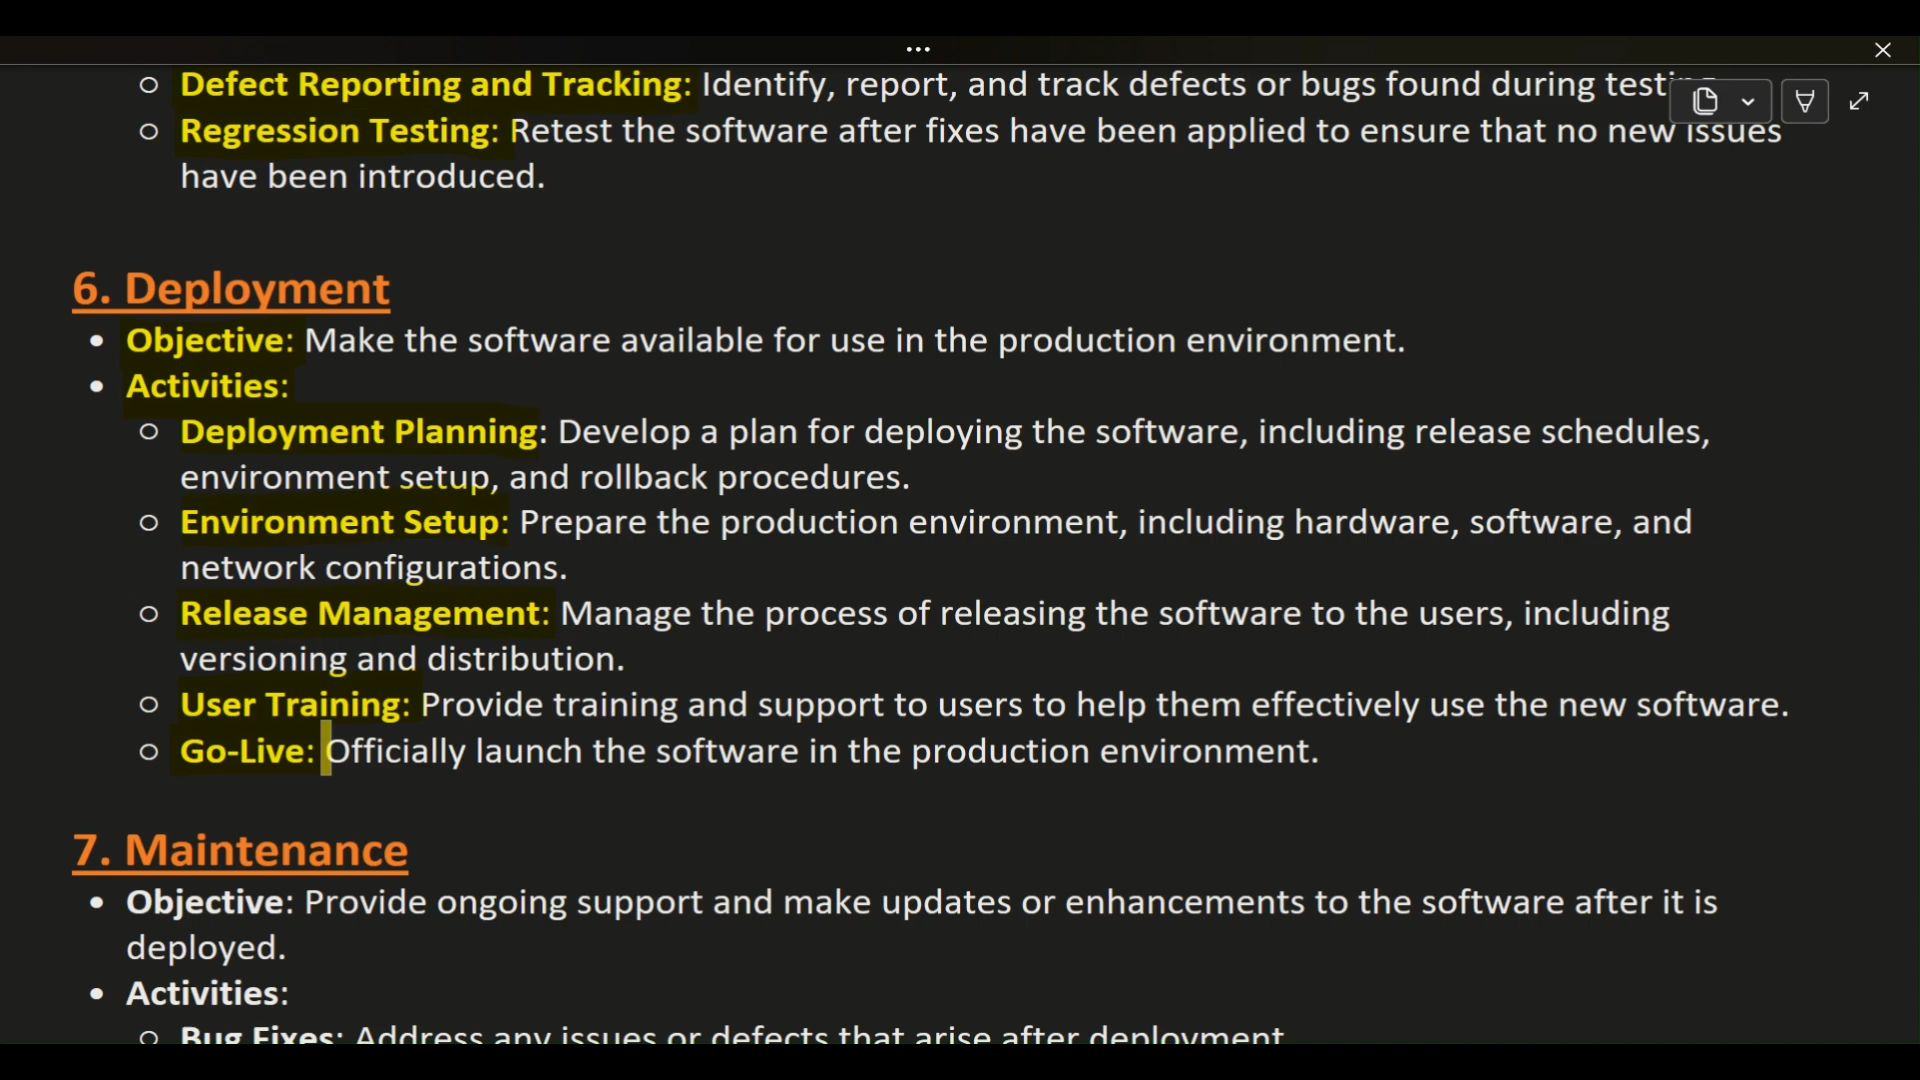 Defect Reporting and Tracking: Identify, report, and track defects or bugs found during
Regression Testing: Retest the software after fixes have been applied to ensure that no new issues
have been introduced.
6. Deployment
Objective: Make the software available for use in the production environment.
Activities:
Deployment Planning: Develop a plan for deploying the software, including release schedules,
environment setup, and rollback procedures.
Environment Setup: Prepare the production environment, including hardware, software, and
network configurations.
Release Management: Manage the process of releasing the software to the users, including
versioning and distribution.
User Training: Provide training and support to users to help them effectively use the new software.
Go-Live: Officially launch the software in the production environment.
7. Maintenance
Objective: Provide ongoing support and make updates or enhancements to the software after it is
deployed.
Activities:
Bug Fixes: Address any issues or defects that arise after deployment